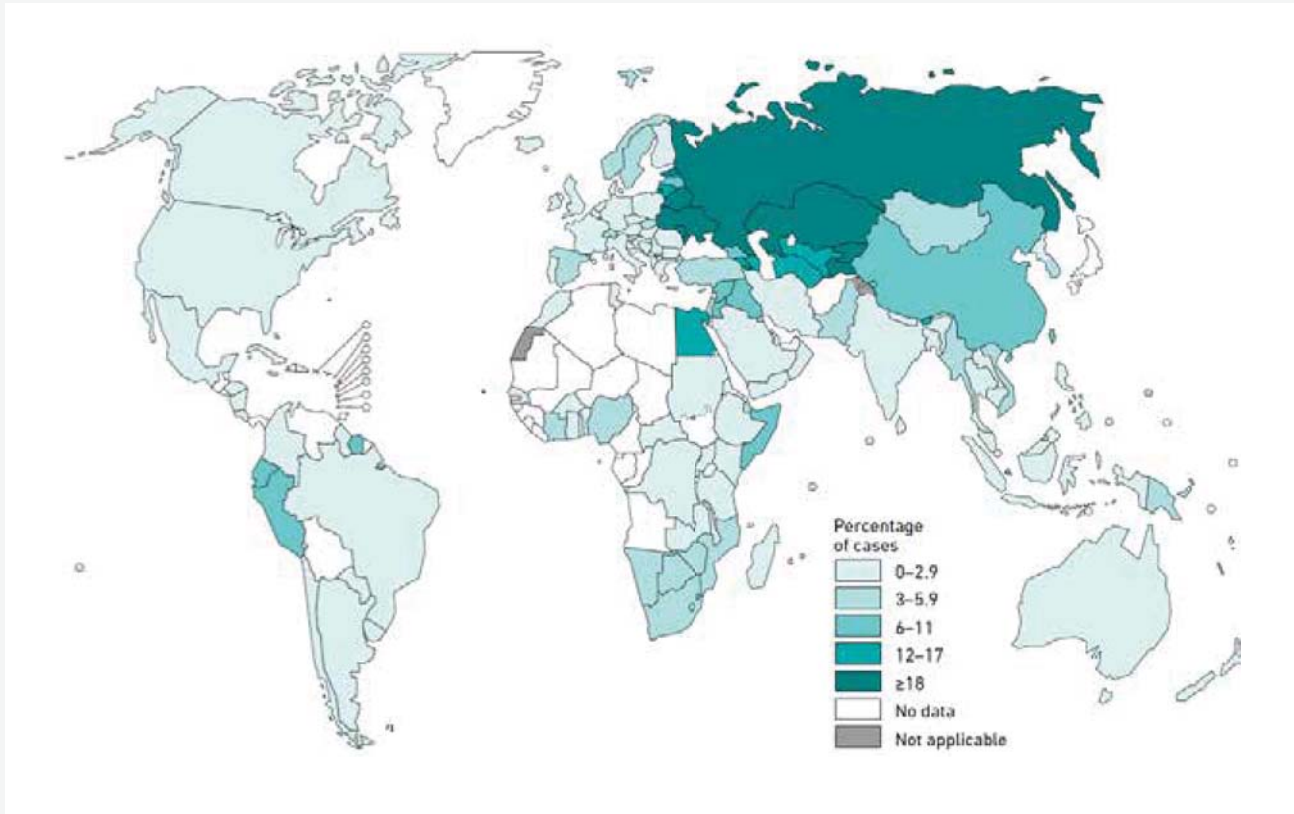 Percentage
of cases
0–2.9
3–5.9
6–11
12–17
≥18
No data
Not applicable